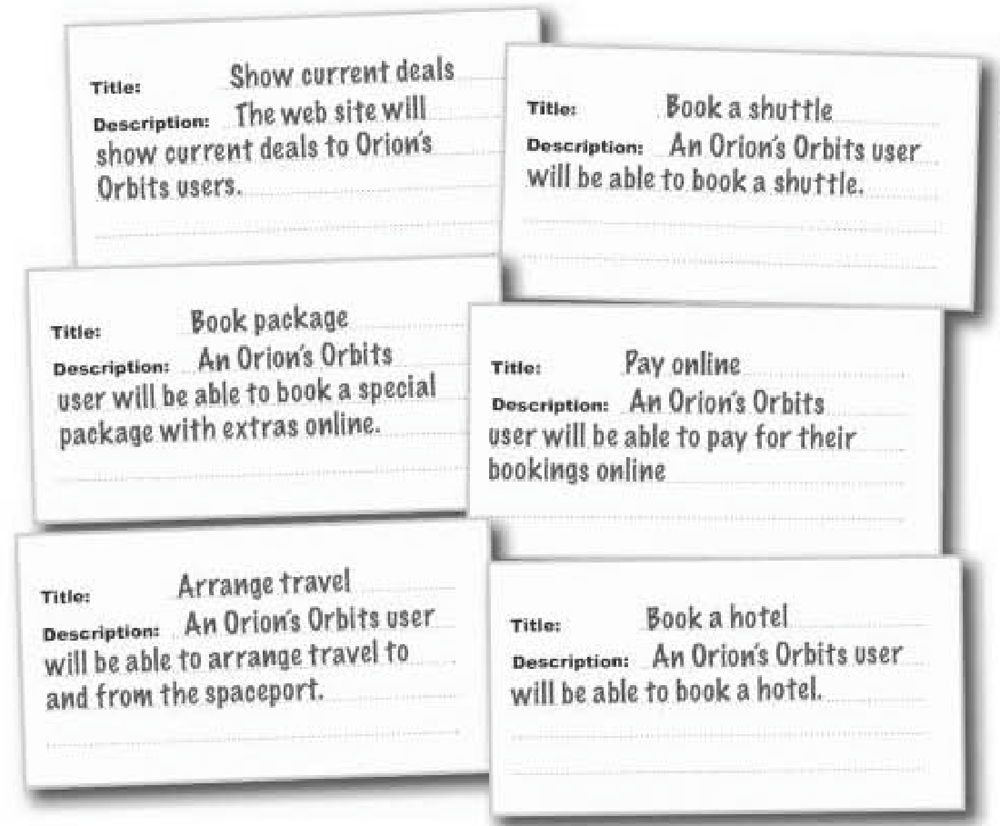 Title: Show current deals
Description: The web site will
show current deals to Orion's
Orbits users.
Title: Book a shuttle
Description: An Orion's Orbits user
will be able to book a shuttle.
Title: Book package
Description: An Orion's Orbits
user will be able to book a special
package with extras online.
Title: Pay online
Description: An Orion's Orbits
user will be able to pay for their
bookings online
Title: Arrange travel
Description: An Orion's Orbits user
will be able to arrange travel to
and from the spaceport.
Title: Book a hotel
Description: An Orion's Orbits user
will be able to book a hotel.